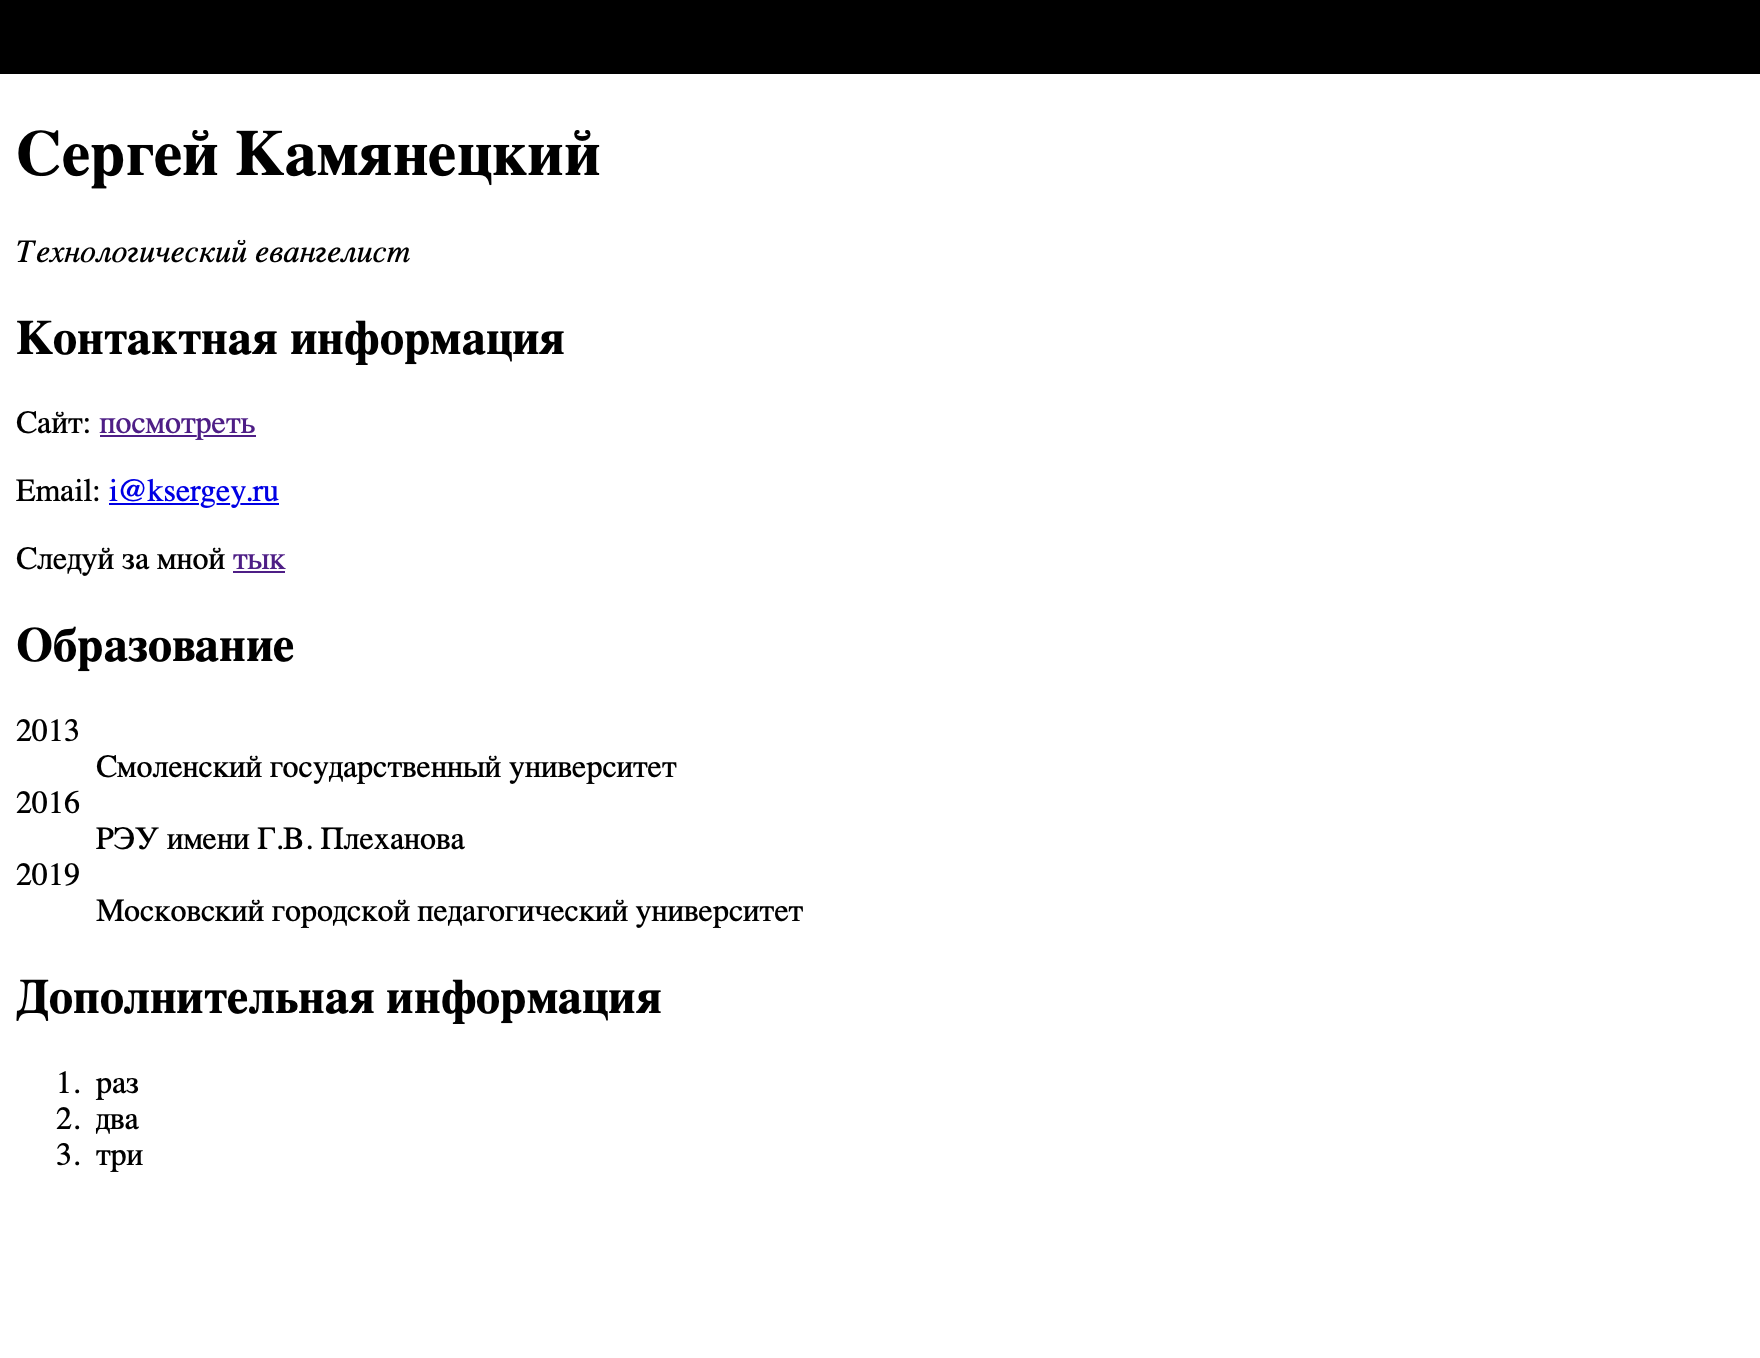 Сергей Камянецкий
Технологический евангелист
Контактная информация
Сайт: посмотреть
Email: i@ksergey.ru
Следуй за мной тык
Образование
2013
Смоленский государственный университет
2016
РЭУ имени Г.В. Плеханова
2019
Московский городской педагогический университет
Дополнительная информация
1. раз
2. два
3. три